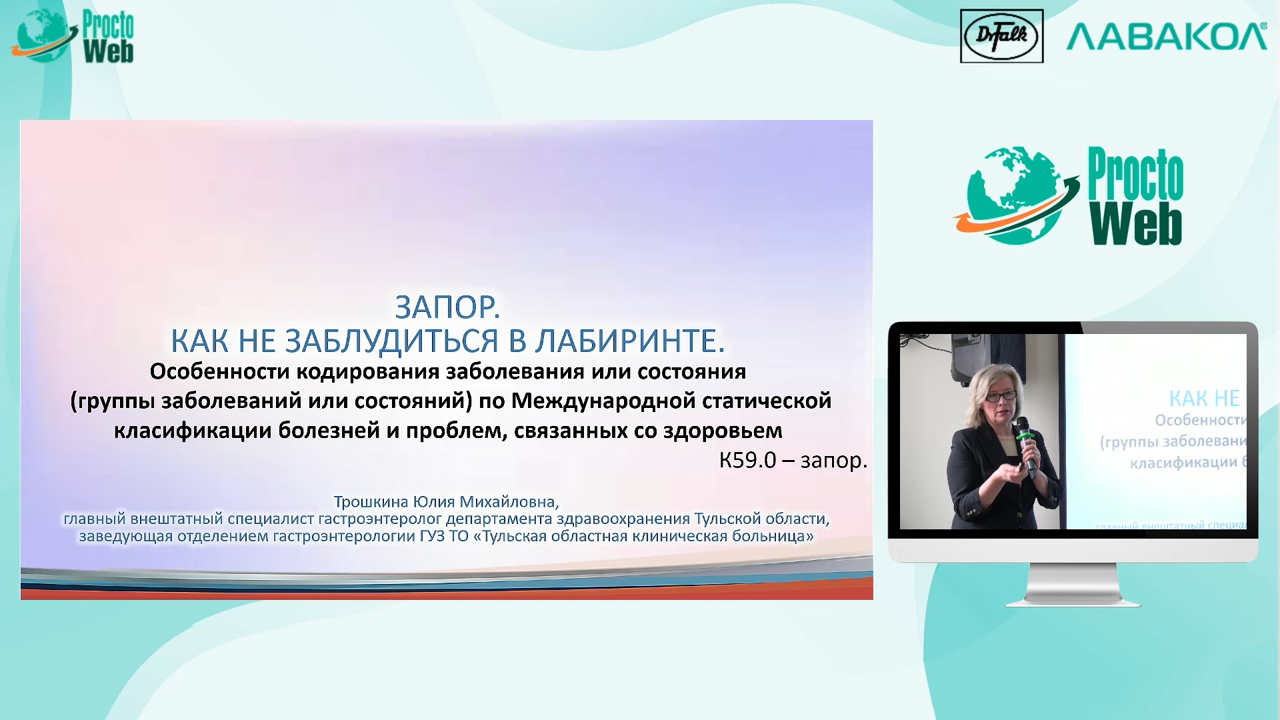 Procto
Web
DrFalk
ЛАВАКОЛ®
ЗАПОР.
КАК НЕ ЗАБЛУДИТЬСЯ В ЛАБИРИНТЕ.
Особенности кодирования заболевания или состояния
(группы заболеваний или состояний) по Международной статической
класификации болезней и проблем, связанных со здоровьем
К59.0 – запор.
Трошкина Юлия Михайловна,
главный внештатный специалист гастроэнтеролог департамента здравоохранения Тульской области,
заведующая отделением гастроэнтерологии ГУЗ ТО «Тульская областная клиническая больница»
Procto
Web
КАК НЕ
Особенности
(группы заболевани
класификации б
главный внештатный специал